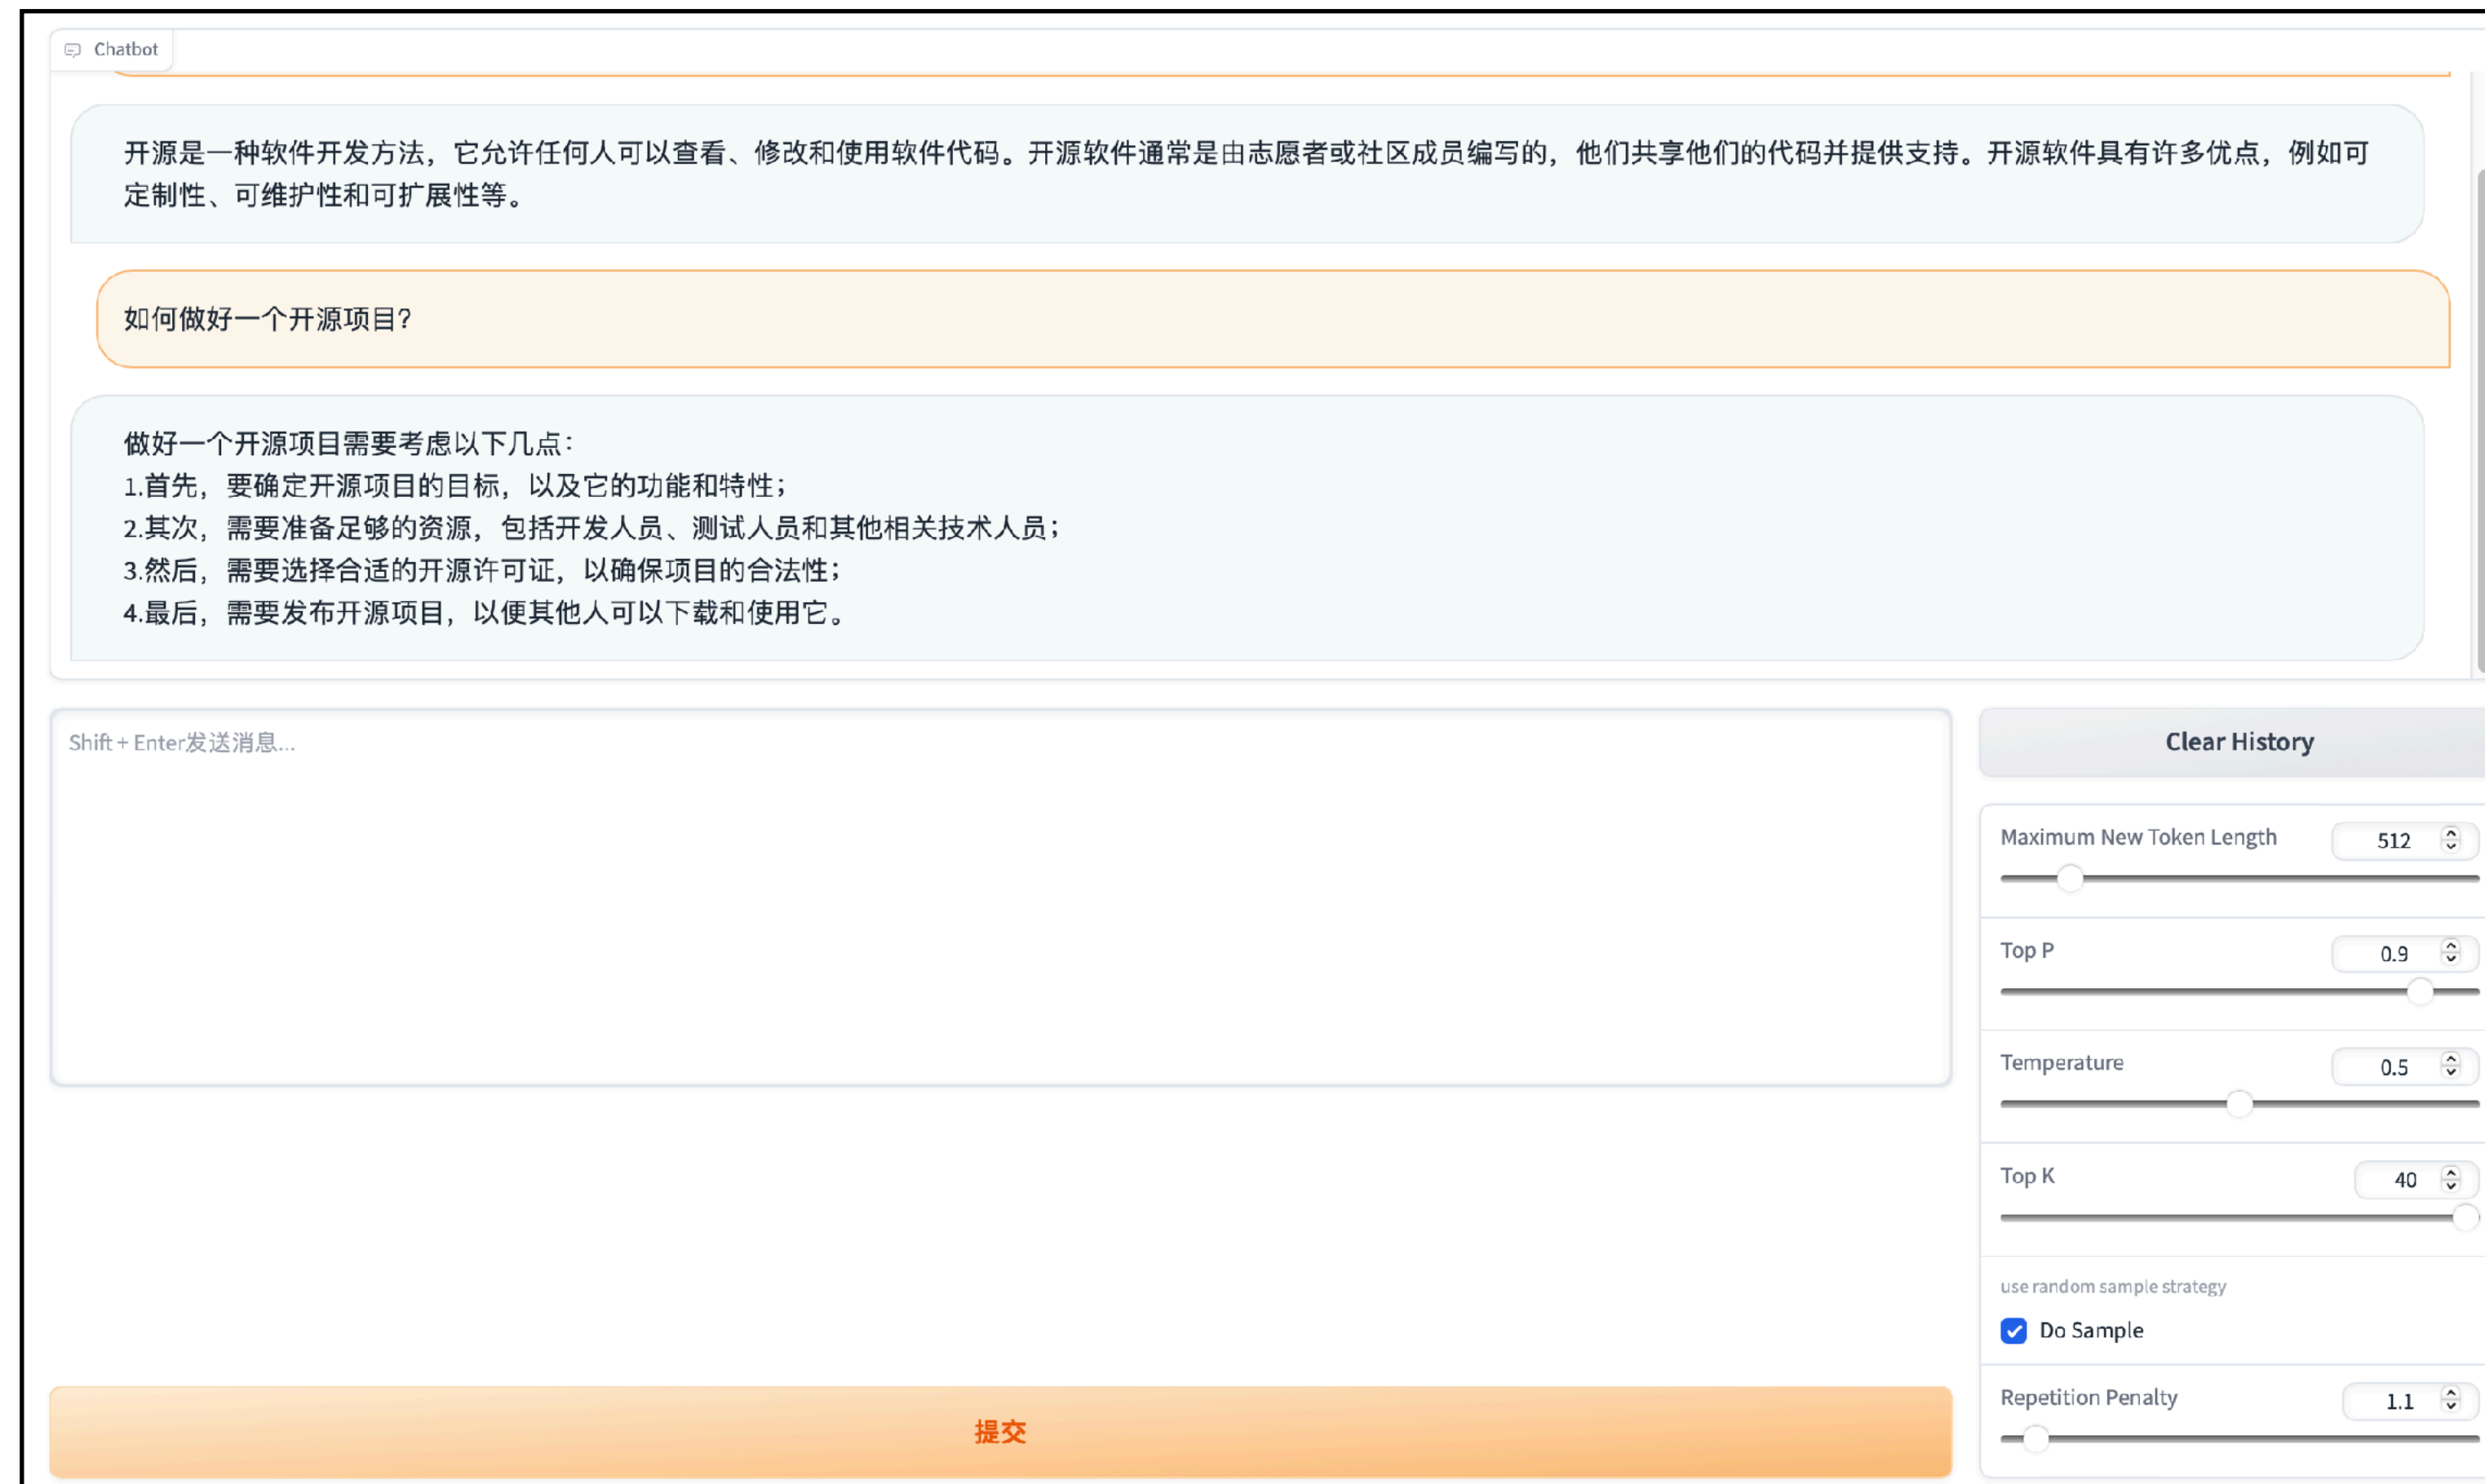 Chatbot
开源是一种软件开发方法，它允许任何人可以查看、修改和使用软件代码。开源软件通常是由志愿者或社区成员编写的，他们共享他们的代码并提供支持。开源软件具有许多优点，例如可
定制性、可维护性和可扩展性等。
如何做好一个开源项目？
做好一个开源项目需要考虑以下几点：
1.首先，要确定开源项目的目标，以及它的功能和特性；
2.其次，需要准备足够的资源，包括开发人员、测试人员和其他相关技术人员；
3.然后，需要选择合适的开源许可证，以确保项目的合法性；
4.最后，需要发布开源项目，以便其他人可以下载和使用它。
Shift + Enter发送消息...
提交
Clear History
Maximum New Token Length 512
Top P 0.9
Temperature 0.5
Top K 40
use random sample strategy
Do Sample
Repetition Penalty 1.1